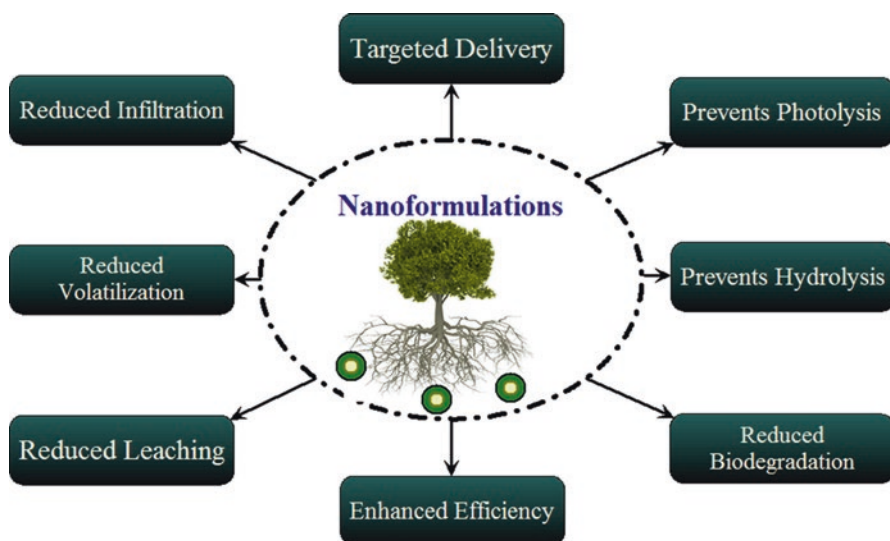 Targeted Delivery
Reduced Infiltration
Prevents Photolysis
Nanoformulations
Reduced
Volatilization
Prevents Hydrolysis
Reduced Leaching
Reduced
Biodegradation
Enhanced Efficiency